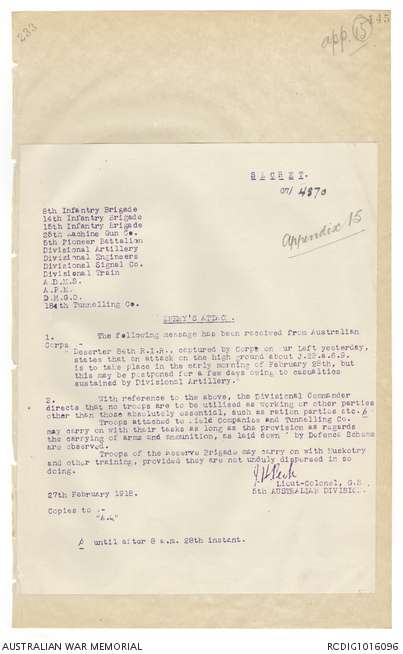 233
app. 15
145
S E C R E T.
07/ 4370
Appendix 15
8th Infantry Brigade
14th Infantry Brigade
15th Infantry Brigade
25th Machine Gun Co.
5th Pioneer Battalion
Divisional Artillery
Divisional Engineers
Divisional Signal Co.
Divisional Train
A.D.M.S.
A.P.M.
D.M.G.O.
184th Tunnelling Co.
ENEMY'S ATTACK.
1. The following message has been received from Australian
Corps :-
"Deserter 86th R.I.R., captured by Corps on our Left yesterday,
states that an attack on the high ground about J.22.a.6.9.
is to take place in the early morning of February 28th, but
this may be postponed for a few days owing to casualties
sustained by Divisional Artillery."
2. With reference to the above, the Divisional Commander
directs that no troops are to be utilised as working or other parties
other than those absolutely essential, such as ration parties etc.
Troops attached to Field Companies and Tunnelling Co.
may carry on with their tasks as long as the provision as regards
the carrying of arms and ammunition, as laid down by Defence Scheme
are observed.
Troops of the Reserve Brigade may carry on with Musketry
and other training, provided they are not unduly dispersed in so
doing.
J H Peck
Lieut-Colonel, G.S.,
5th AUSTRALIAN DIVISION.
27th February 1918.
Copies to :-
"A.Q"
until after 8 a.m. 28th instant.
AUSTRALIAN WAR MEMORIAL
RCDIG1016096